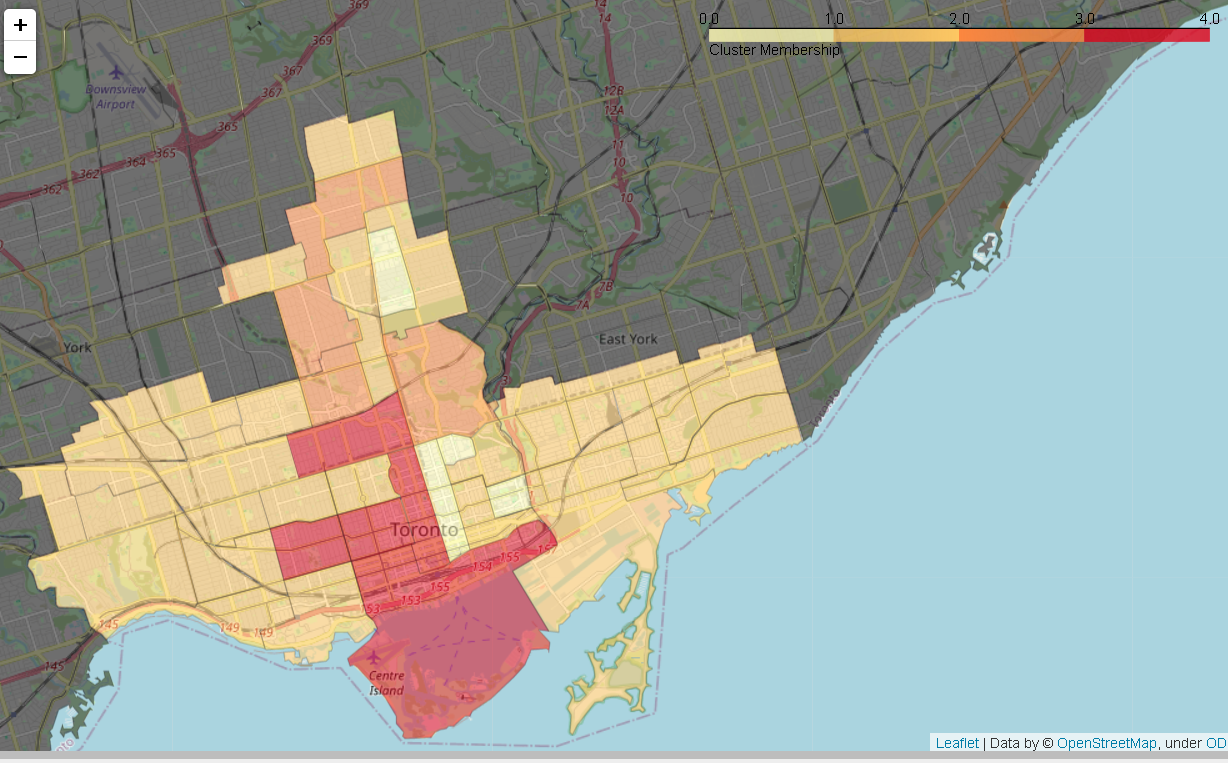 +
−
369
14
14
0.0 1.0 2.0 3.0 4.0
369
Cluster Membership
367
Downsview
Airport
367
12B
12A
365
11
364
365
10
362
362
10
7B
7A
York
East York
3
Toronto
155
15
154
155
153
153
145
149
149
145
Centre
Island
Leaflet | Data by © OpenStreetMap, under OD